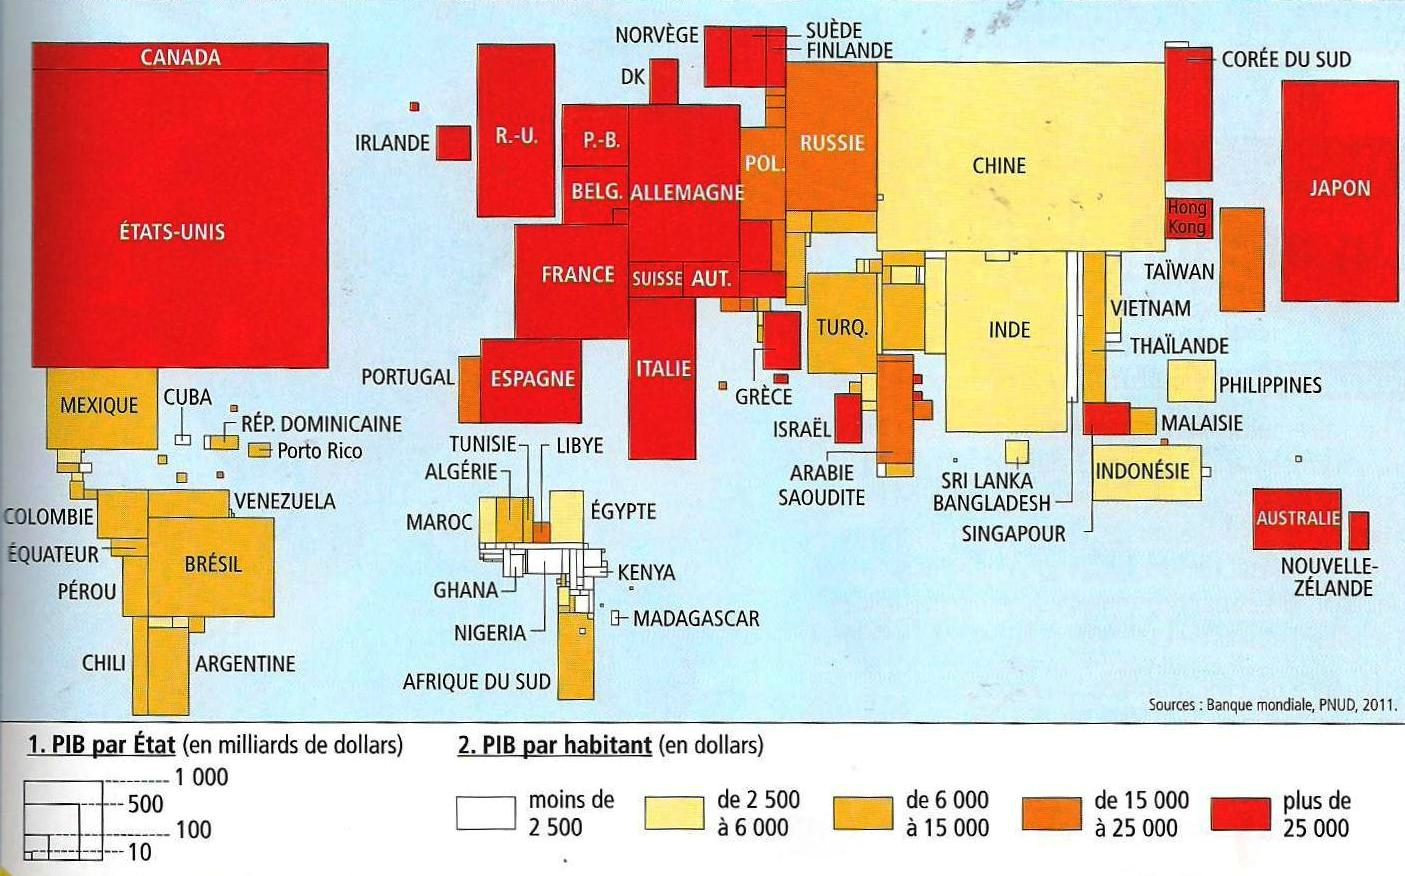 CANADA
ÉTATS-UNIS
MEXIQUE
CUBA
RÉP. DOMINICAINE
Porto Rico
COLOMBIE
VENEZUELA
ÉQUATEUR
PÉROU
BRÉSIL
CHILI
ARGENTINE
NORVÈGE
SUÈDE
FINLANDE
DK
IRLANDE
R.-U.
P.-B.
BELG.
ALLEMAGNE
POL.
RUSSIE
FRANCE
SUISSE
AUT.
PORTUGAL
ESPAGNE
ITALIE
GRÈCE
TURQ.
TUNISIE
LIBYE
ALGÉRIE
MAROC
ÉGYPTE
GHANA
KENYA
NIGERIA
MADAGASCAR
AFRIQUE DU SUD
ISRAËL
ARABIE
SAOUDITE
CHINE
INDE
CORÉE DU SUD
JAPON
Hong
Kong
TAÏWAN
VIETNAM
THAÏLANDE
PHILIPPINES
MALAISIE
INDONÉSIE
SRI LANKA
BANGLADESH
SINGAPOUR
AUSTRALIE
NOUVELLE-
ZÉLANDE
Sources : Banque mondiale, PNUD, 2011.
1. PIB par État (en milliards de dollars)
1 000
500
100
10
2. PIB par habitant (en dollars)
moins de
2 500
de 2 500
à 6 000
de 6 000
à 15 000
de 15 000
à 25 000
plus de
25 000